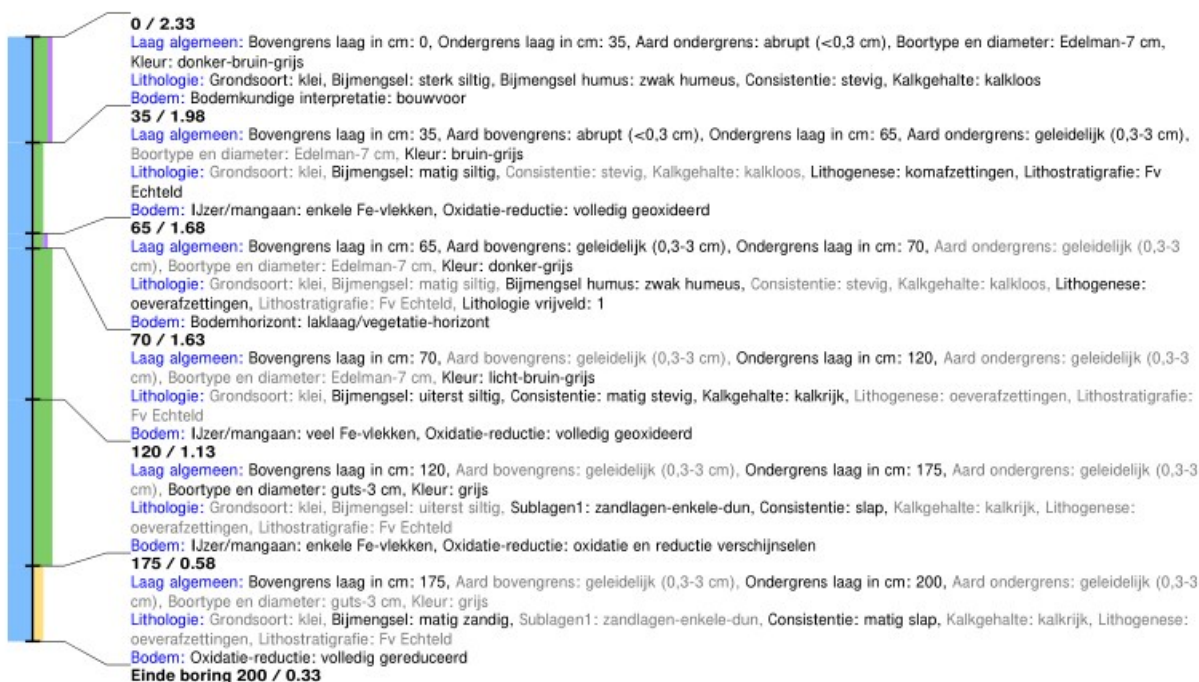 0 / 2.33
Laag algemeen: Bovengrens laag in cm: 0, Ondergrens laag in cm: 35, Aard ondergrens: abrupt (<0,3 cm), Boortype en diameter: Edelman-7 cm,
Kleur: donker-bruin-grijs
Lithologie: Grondsoort: klei, Bijmengsel: sterk siltig, Bijmengsel humus: zwak humeus, Consistentie: stevig, Kalkgehalte: kalkloos
Bodem: Bodemkundige interpretatie: bouwvoor
35 / 1.98
Laag algemeen: Bovengrens laag in cm: 35, Aard bovengrens: abrupt (<0,3 cm), Ondergrens laag in cm: 65, Aard ondergrens: geleidelijk (0,3-3 cm),
Boortype en diameter: Edelman-7 cm, Kleur: bruin-grijs
Lithologie: Grondsoort: klei, Bijmengsel: matig siltig, Consistentie: stevig, Kalkgehalte: kalkloos, Lithogenese: komafzettingen, Lithostratigrafie: Fv
Echteld
Bodem: IJzer/mangaan: enkele Fe-vlekken, Oxidatie-reductie: volledig geoxideerd
65 / 1.68
Laag algemeen: Bovengrens laag in cm: 65, Aard bovengrens: geleidelijk (0,3-3 cm), Ondergrens laag in cm: 70, Aard ondergrens: geleidelijk (0,3-3
cm), Boortype en diameter: Edelman-7 cm, Kleur: donker-grijs
Lithologie: Grondsoort: klei, Bijmengsel: matig siltig, Bijmengsel humus: zwak humeus, Consistentie: stevig, Kalkgehalte: kalkloos, Lithogenese:
oeverafzettingen, Lithostratigrafie: Fv Echteld, Lithologie vrijveld: 1
Bodem: Bodemhorizont: laklaag/vegetatie-horizont
70 / 1.63
Laag algemeen: Bovengrens laag in cm: 70, Aard bovengrens: geleidelijk (0,3-3 cm), Ondergrens laag in cm: 120, Aard ondergrens: geleidelijk (0,3-3
cm), Boortype en diameter: Edelman-7 cm, Kleur: licht-bruin-grijs
Lithologie: Grondsoort: klei, Bijmengsel: uiterst siltig, Consistentie: matig stevig, Kalkgehalte: kalkrijk, Lithogenese: oeverafzettingen, Lithostratigrafie:
Fv Echteld
Bodem: IJzer/mangaan: veel Fe-vlekken, Oxidatie-reductie: volledig geoxideerd
120 / 1.13
Laag algemeen: Bovengrens laag in cm: 120, Aard bovengrens: geleidelijk (0,3-3 cm), Ondergrens laag in cm: 175, Aard ondergrens: geleidelijk (0,3-3
cm), Boortype en diameter: guts-3 cm, Kleur: grijs
Lithologie: Grondsoort: klei, Bijmengsel: uiterst siltig, Sublagen1: zandlagen-enkele-dun, Consistentie: slap, Kalkgehalte: kalkrijk, Lithogenese:
oeverafzettingen, Lithostratigrafie: Fv Echteld
Bodem: IJzer/mangaan: enkele Fe-vlekken, Oxidatie-reductie: oxidatie en reductie verschijnselen
175 / 0.58
Laag algemeen: Bovengrens laag in cm: 175, Aard bovengrens: geleidelijk (0,3-3 cm), Ondergrens laag in cm: 200, Aard ondergrens: geleidelijk (0,3-3
cm), Boortype en diameter: guts-3 cm, Kleur: grijs
Lithologie: Grondsoort: klei, Bijmengsel: matig zandig, Sublagen1: zandlagen-enkele-dun, Consistentie: matig slap, Kalkgehalte: kalkrijk, Lithogenese:
oeverafzettingen, Lithostratigrafie: Fv Echteld
Bodem: Oxidatie-reductie: volledig gereduceerd
Einde boring 200 / 0.33